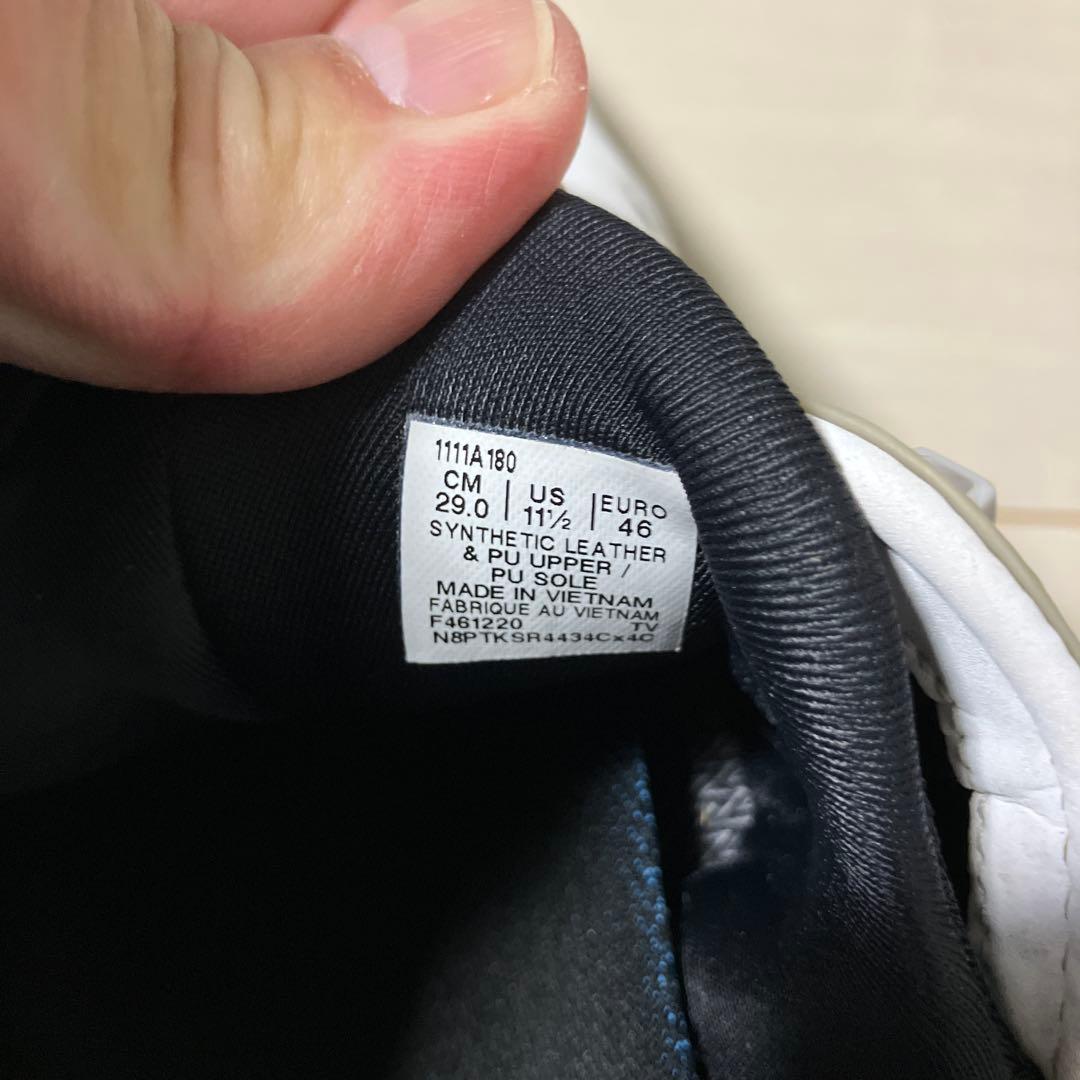 1111A180
CM | US | EURO
29.0 | 11½ | 46
SYNTHETIC LEATHER
& PU UPPER /
PU SOLE
MADE IN VIETNAM
FABRIQUE AU VIETNAM
F461220 TV
N8PTKSR4434Cx4C